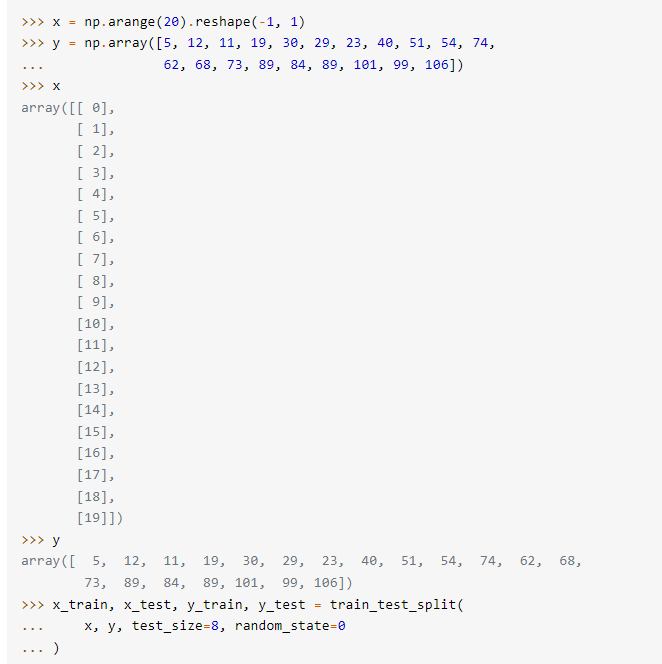 >>> x = np.arange(20).reshape(-1, 1)
>>> y = np.array([5, 12, 11, 19, 30, 29, 23, 40, 51, 54, 74,
...               62, 68, 73, 89, 84, 89, 101, 99, 106])
>>> x
array([[ 0],
       [ 1],
       [ 2],
       [ 3],
       [ 4],
       [ 5],
       [ 6],
       [ 7],
       [ 8],
       [ 9],
       [10],
       [11],
       [12],
       [13],
       [14],
       [15],
       [16],
       [17],
       [18],
       [19]])
>>> y
array([  5,  12,  11,  19,  30,  29,  23,  40,  51,  54,  74,  62,  68,
        73,  89,  84,  89, 101,  99, 106])
>>> x_train, x_test, y_train, y_test = train_test_split(
...     x, y, test_size=8, random_state=0
... )